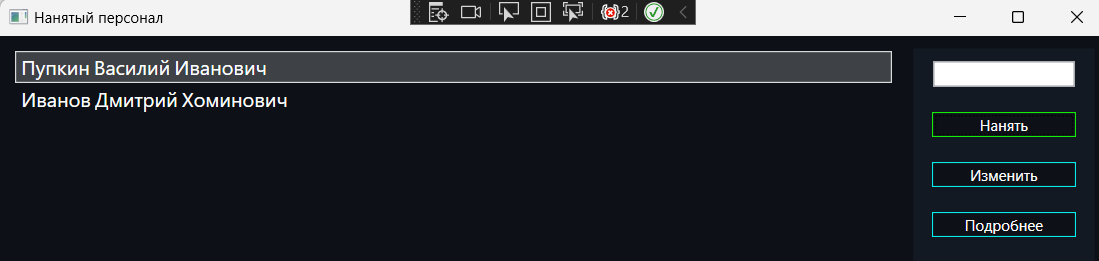 Нанятый персонал
2
Пупкин Василий Иванович
Иванов Дмитрий Хоминович
Нанять
Изменить
Подробнее